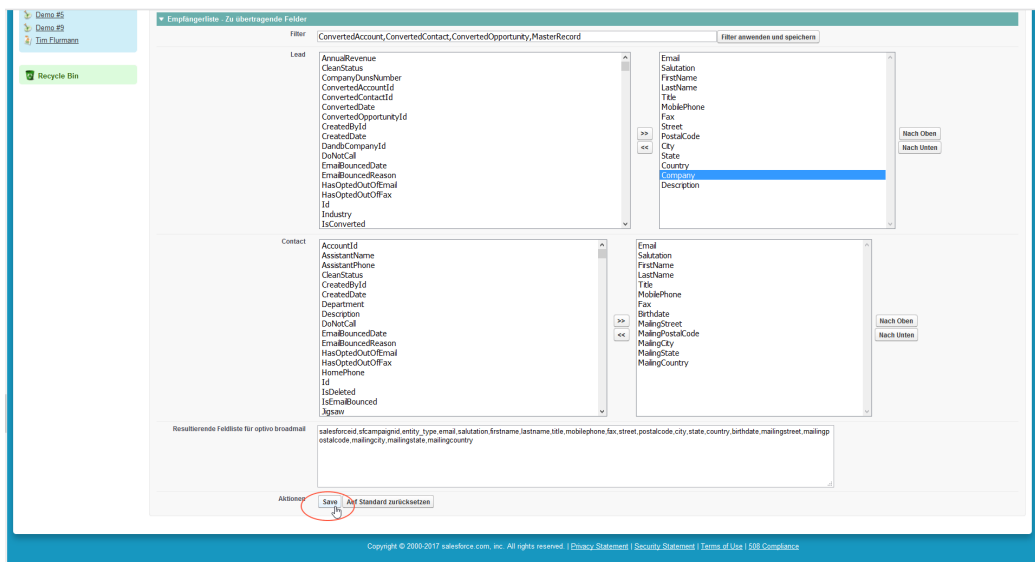 Demo #5
Demo #9
Tim Flurmann
Recycle Bin
▼ Empfängerliste - Zu übertragende Felder
Filter
ConvertedAccount,ConvertedContact,ConvertedOpportunity,MasterRecord
Filter anwenden und speichern
Lead
AnnualRevenue
CleanStatus
CompanyDunsNumber
ConvertedAccountId
ConvertedContactId
ConvertedDate
ConvertedOpportunityId
CreatedById
CreatedDate
DandbCompanyId
DoNotCall
EmailBouncedDate
EmailBouncedReason
HasOptedOutOfEmail
HasOptedOutOfFax
Id
Industry
IsConverted
>>
<<
Email
Salutation
FirstName
LastName
Title
MobilePhone
Fax
Street
PostalCode
City
State
Country
Company
Description
Nach Oben
Nach Unten
Contact
AccountId
AssistantName
AssistantPhone
CleanStatus
CreatedById
CreatedDate
Department
Description
DoNotCall
EmailBouncedDate
EmailBouncedReason
HasOptedOutOfEmail
HasOptedOutOfFax
HomePhone
Id
IsDeleted
IsEmailBounced
Jigsaw
>>
<<
Email
Salutation
FirstName
LastName
Title
MobilePhone
Fax
Birthdate
MailingStreet
MailingPostalCode
MailingCity
MailingState
MailingCountry
Nach Oben
Nach Unten
Resultierende Feldliste für optivo broadmail
salesforceid,sfcampaignid,entity_type,email,salutation,firstname,lastname,title,mobilephone,fax,street,postalcode,city,state,country,birthdate,mailingstreet,mailingp
ostalcode,mailingcity,mailingstate,mailingcountry
Aktionen
Save
Auf Standard zurücksetzen
Copyright © 2000-2017 salesforce.com, inc. All rights reserved. | Privacy Statement | Security Statement | Terms of Use | 508 Compliance